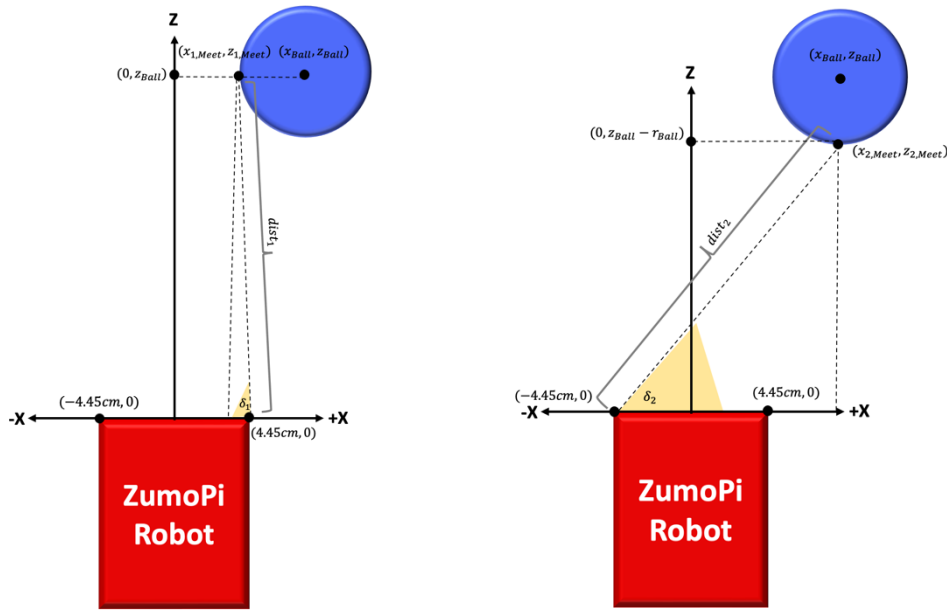 Z
(x1,Meet, z1,Meet) (xBall, zBall)
(0, zBall)
dist1
δ1
(−4.45cm, 0)
-X
+X
(4.45cm, 0)
ZumoPi
Robot
(xBall, zBall)
Z
(0, zBall − rBall)
(x2,Meet, z2,Meet)
dist2
(−4.45cm, 0)
δ2
(4.45cm, 0)
-X
+X
ZumoPi
Robot